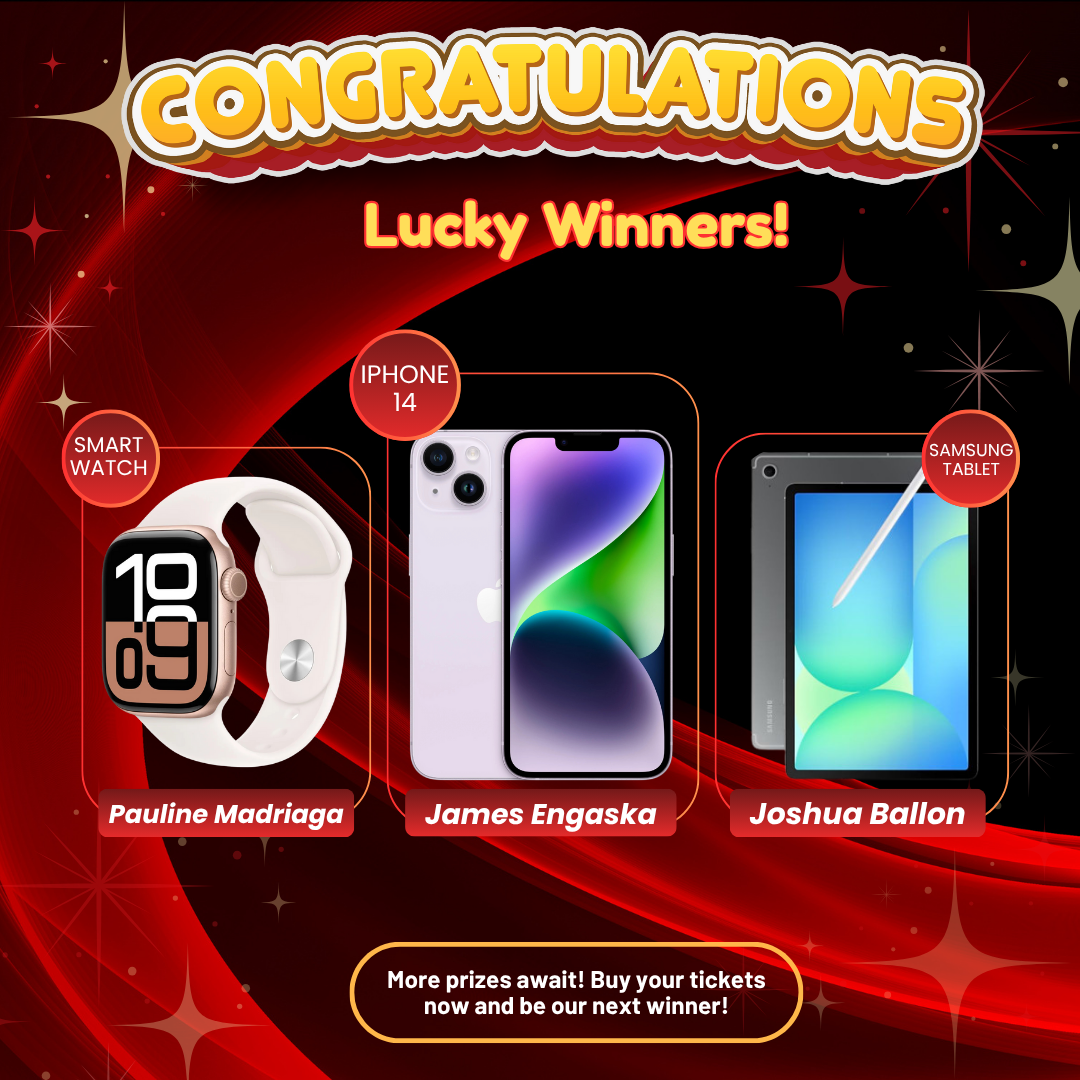 CONGRATULATIONS
Lucky Winners!
IPHONE
14
SMART
WATCH
SAMSUNG
TABLET
10
09
SAMSUNG
Pauline Madriaga
James Engaska
Joshua Ballon
More prizes await! Buy your tickets
now and be our next winner!